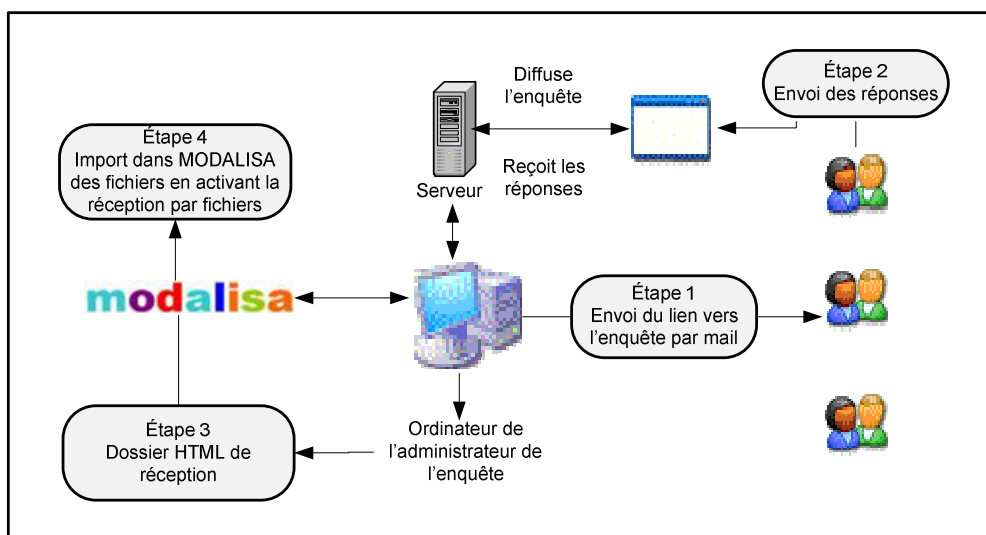 Diffuse
l'enquête
Étape 2
Envoi des réponses
Étape 4
Import dans MODALISA
des fichiers en activant la
réception par fichiers
Reçoit les
réponses
Serveur
modalisa
Étape 1
Envoi du lien vers
l'enquête par mail
Étape 3
Dossier HTML de
réception
Ordinateur de
l'administrateur de
l'enquête